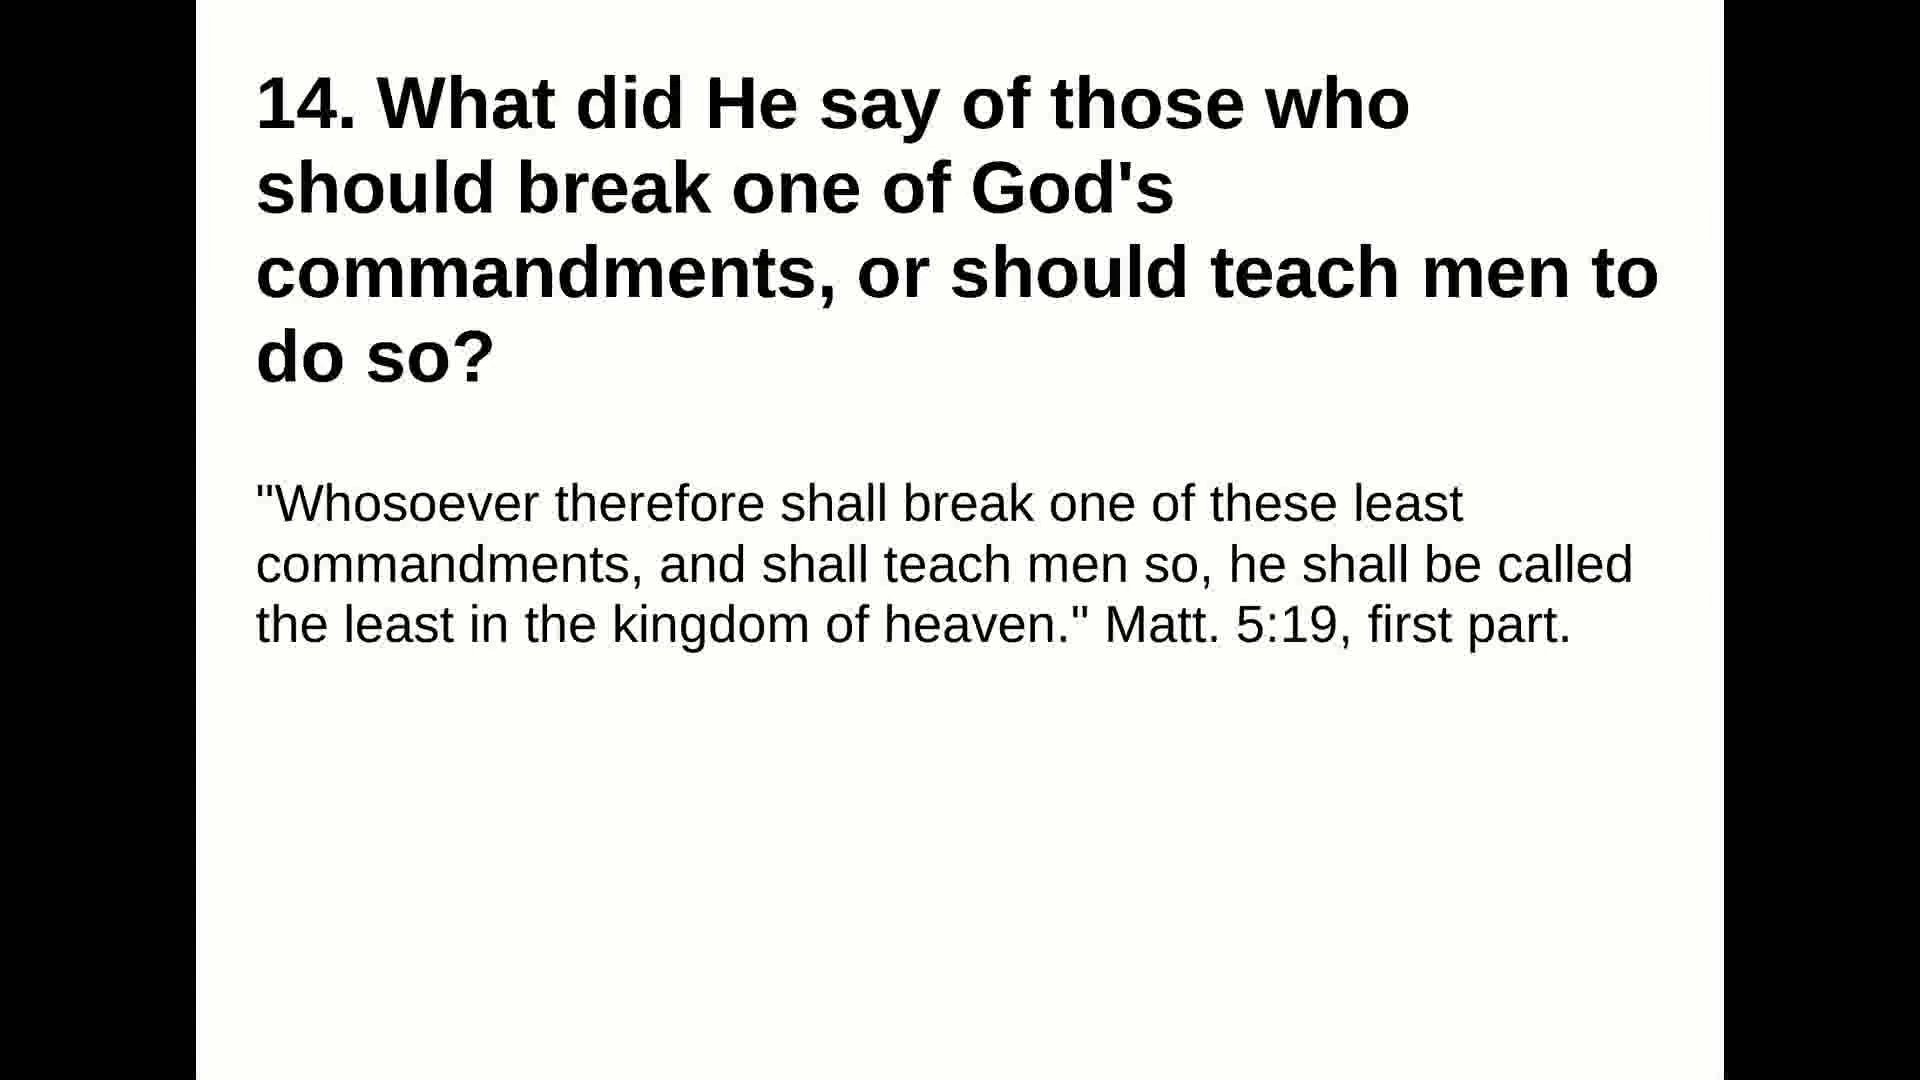 14. What did He say of those who
should break one of God's
commandments, or should teach men to
do so?
"Whosoever therefore shall break one of these least
commandments, and shall teach men so, he shall be called
the least in the kingdom of heaven." Matt. 5:19, first part.